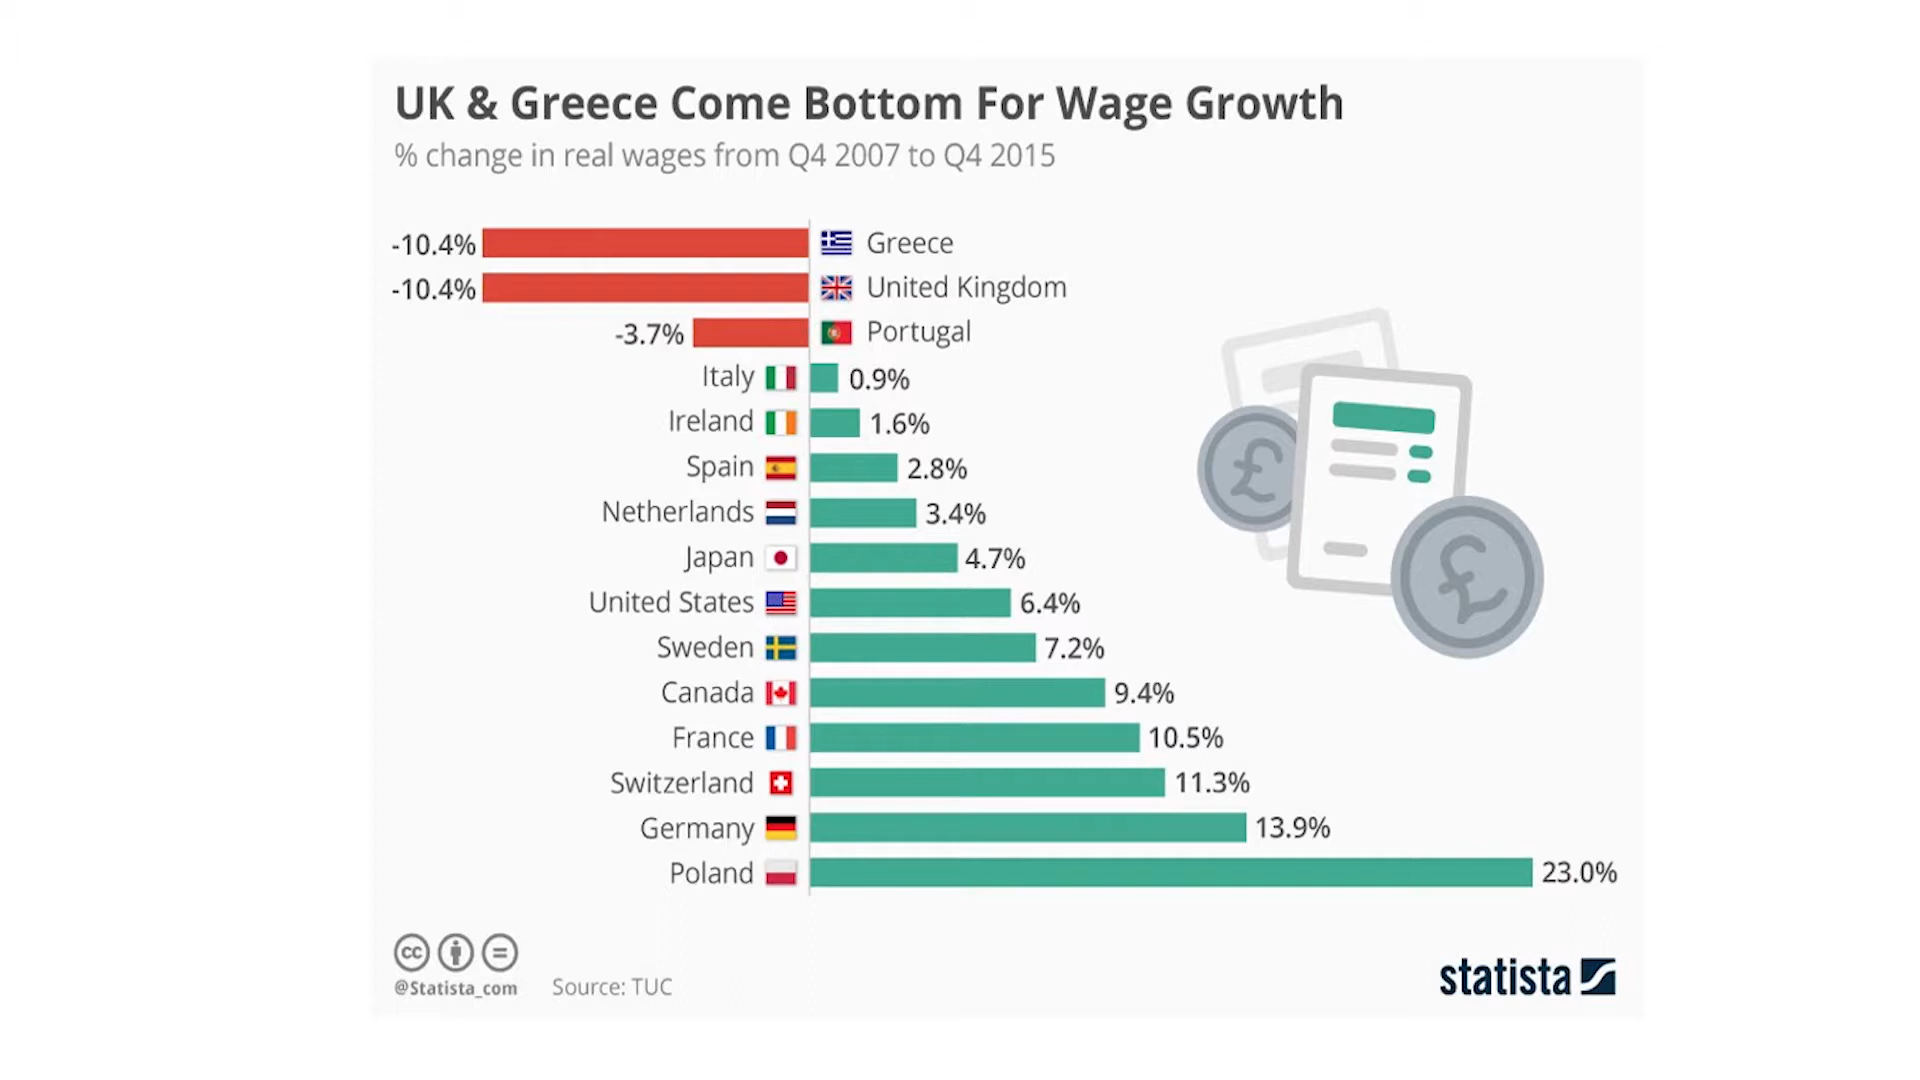 UK & Greece Come Bottom For Wage Growth
% change in real wages from Q4 2007 to Q4 2015
-10.4% Greece
-10.4% United Kingdom
-3.7% Portugal
Italy 0.9%
Ireland 1.6%
Spain 2.8%
Netherlands 3.4%
Japan 4.7%
United States 6.4%
Sweden 7.2%
Canada 9.4%
France 10.5%
Switzerland 11.3%
Germany 13.9%
Poland 23.0%
£
£
cc =
@Statista_com Source: TUC
statista